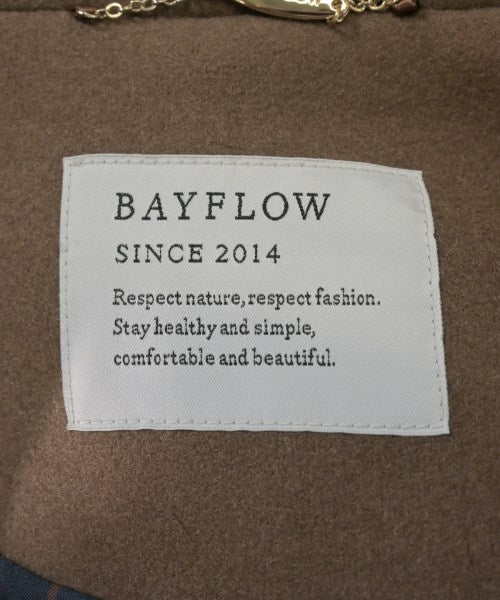 BAYFLOW
SINCE 2014
Respect nature, respect fashion.
Stay healthy and simple,
comfortable and beautiful.